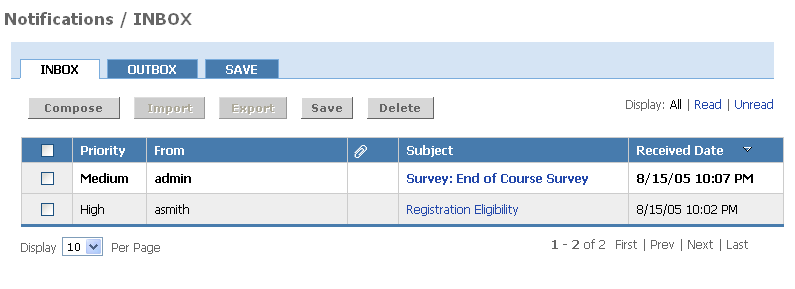 Notifications / INBOX
INBOX OUTBOX SAVE
Compose Import Export Save Delete Display: All | Read | Unread
Priority From Subject Received Date
Medium admin Survey: End of Course Survey 8/15/05 10:07 PM
High asmith Registration Eligibility 8/15/05 10:02 PM
Display 10 Per Page 1 - 2 of 2 First | Prev | Next | Last